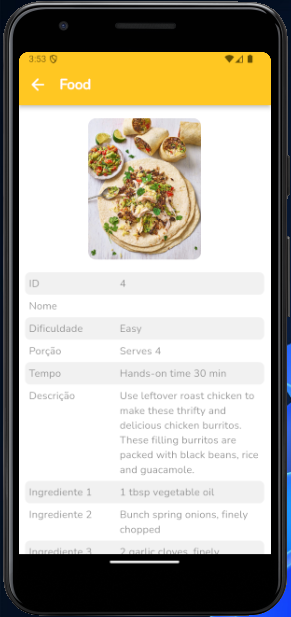 3:53
Food
ID 4
Nome
Dificuldade Easy
Porção Serves 4
Tempo Hands-on time 30 min
Descrição Use leftover roast chicken to
make these thrifty and
delicious chicken burritos.
These filling burritos are
packed with black beans, rice
and guacamole.
Ingrediente 1 1 tbsp vegetable oil
Ingrediente 2 Bunch spring onions, finely
chopped
Ingrediente 3 2 garlic cloves, finely